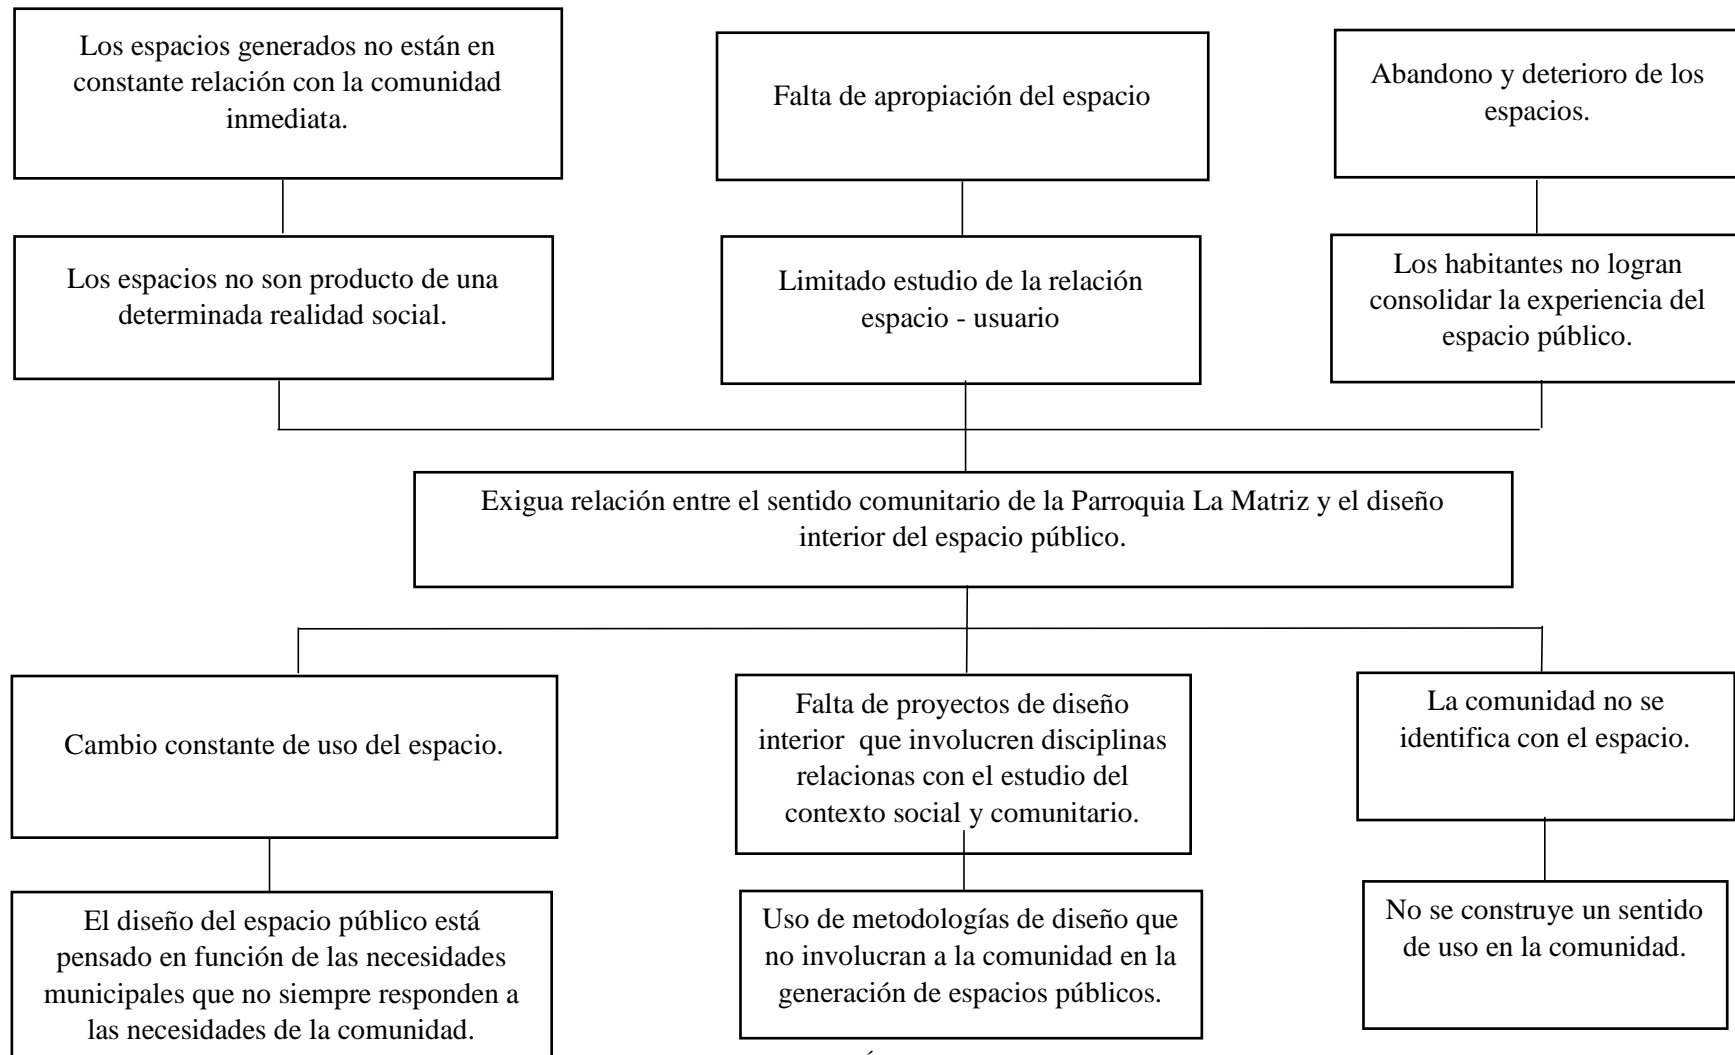 Los espacios generados no están en
constante relación con la comunidad
inmediata.
Falta de apropiación del espacio
Abandono y deterioro de los
espacios.
Los espacios no son producto de una
determinada realidad social.
Limitado estudio de la relación
espacio - usuario
Los habitantes no logran
consolidar la experiencia del
espacio público.
Exigua relación entre el sentido comunitario de la Parroquia La Matriz y el diseño
interior del espacio público.
Cambio constante de uso del espacio.
Falta de proyectos de diseño
interior que involucren disciplinas
relacionas con el estudio del
contexto social y comunitario.
La comunidad no se
identifica con el espacio.
El diseño del espacio público está
pensado en función de las necesidades
municipales que no siempre responden a
las necesidades de la comunidad.
Uso de metodologías de diseño que
no involucran a la comunidad en la
generación de espacios públicos.
No se construye un sentido
de uso en la comunidad.